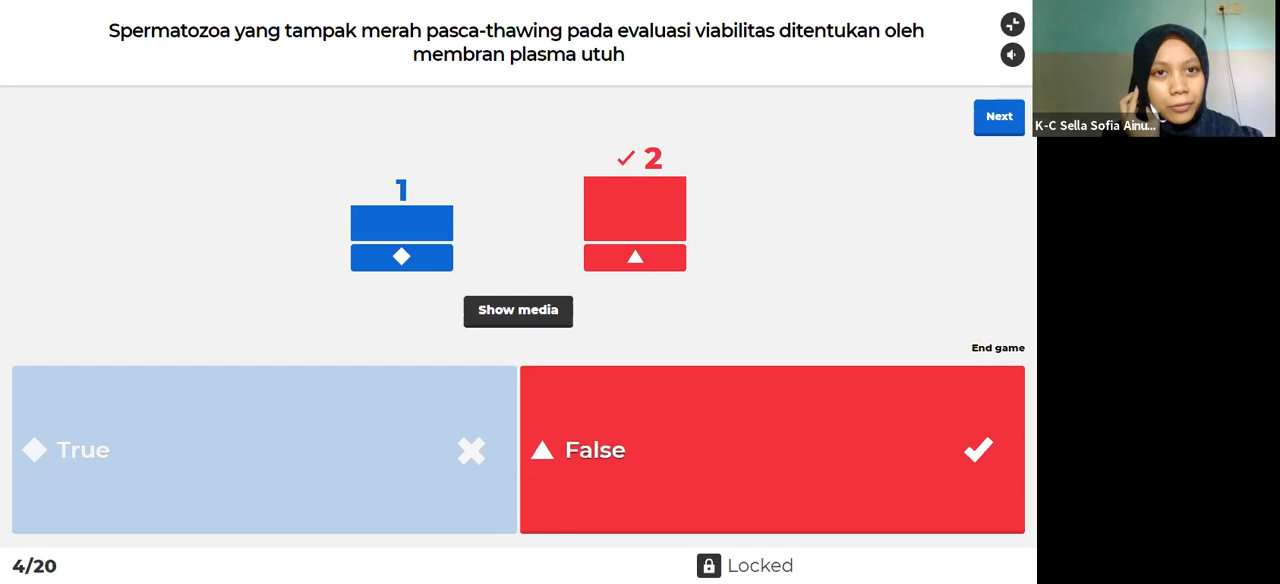 Spermatozoa yang tampak merah pasca-thawing pada evaluasi viabilitas ditentukan oleh
membran plasma utuh
Next
K-C Sella Sofia Ainu...
1
2
Show media
End game
True
False
4/20
Locked